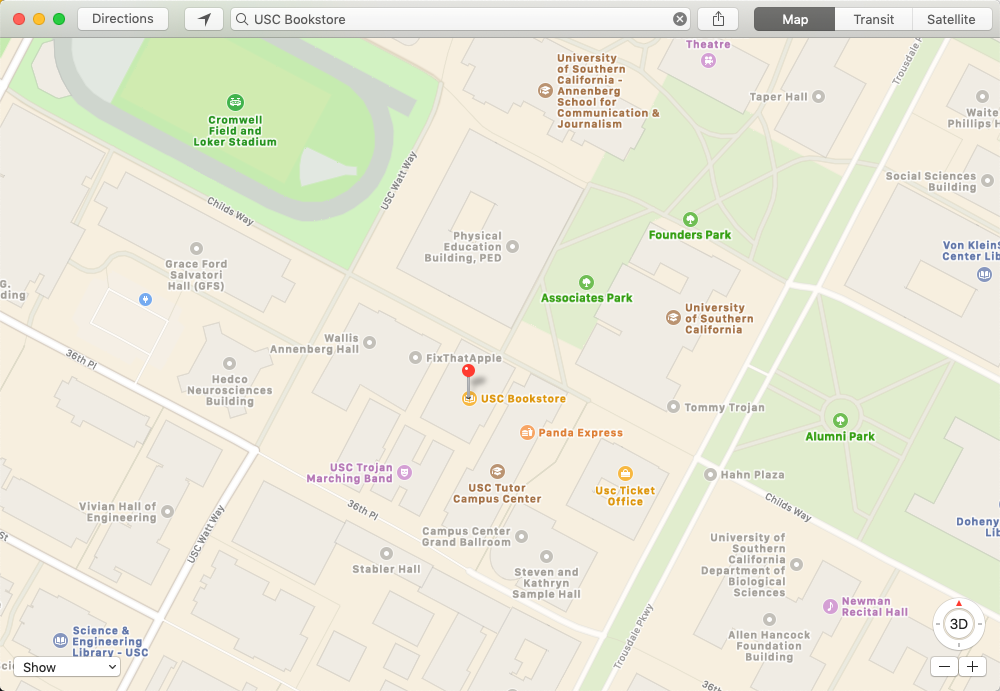 Directions
USC Bookstore
Map
Transit
Satellite
Theatre
University
of Southern
California -
Annenberg
School for
Communication &
Journalism
Taper Hall
Trousdale P
Waite
Phillips H
Cromwell
Field and
Loker Stadium
USC Watt Way
Childs Way
Social Sciences
Building
Founders Park
Physical
Education
Building, PED
Von Klein
Center Lib
Grace Ford
Salvatori
Hall (GFS)
G.
ding
Associates Park
University
of Southern
California
Wallis
Annenberg Hall
FixThatApple
36th Pl
Hedco
Neurosciences
Building
USC Bookstore
Tommy Trojan
Alumni Park
Panda Express
USC Trojan
Marching Band
USC Tutor
Campus Center
Usc Ticket
Office
Hahn Plaza
Childs Way
Vivian Hall of
Engineering
36th Pl
USC Watt Way
Campus Center
Grand Ballroom
Doheny
Lib
St
Stabler Hall
Steven and
Kathryn
Sample Hall
University of
Southern
California
Department of
Biological
Sciences
Newman
Recital Hall
Trousdale Pkwy
Allen Hancock
Foundation
Building
3D
Science &
Engineering
Library - USC
Show
36th